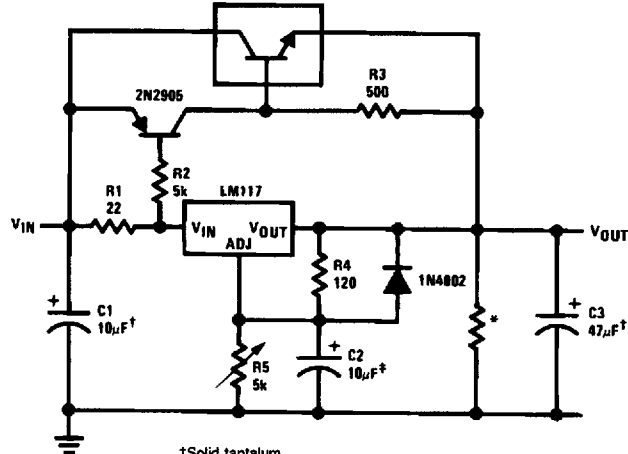 2N2905
R3
500
R2
5k
R1
22
LM117
VIN
VIN
VOUT
ADJ
VOUT
R4
120
1N4002
+
C1
10μF†
R5
5k
+
C2
10μF‡
*
+
C3
47μF†
†Solid tantalum